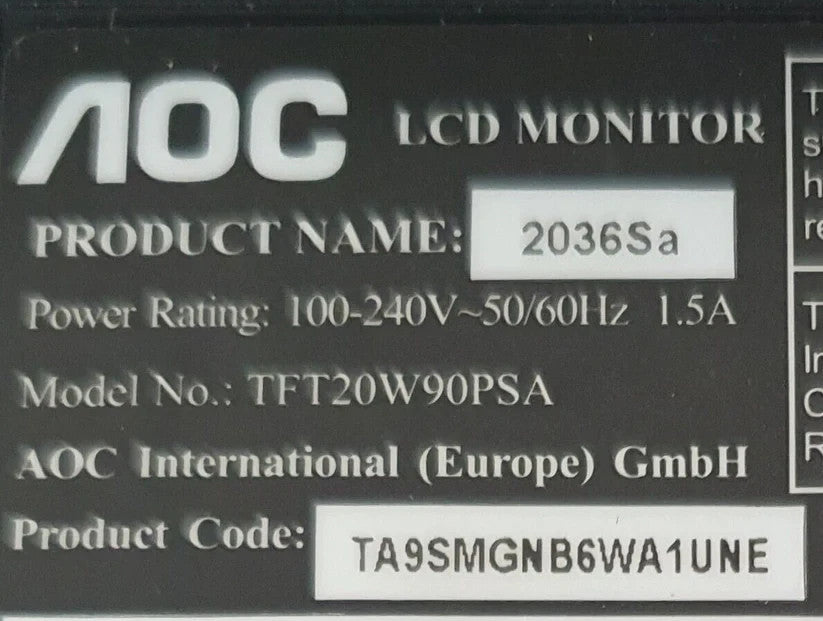 AOC LCD MONITOR
PRODUCT NAME: 2036Sa
Power Rating: 100-240V~50/60Hz 1.5A
Model No.: TFT20W90PSA
AOC International (Europe) GmbH
Product Code: TA9SMGNB6WA1UNE